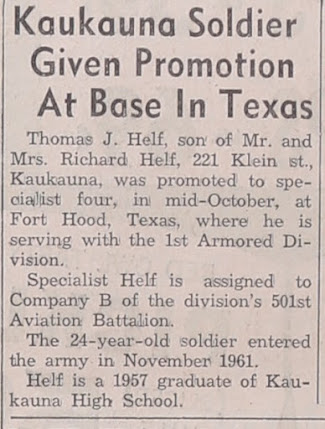 Kaukauna Soldier
Given Promotion
At Base In Texas
Thomas J. Helf, son of Mr. and
Mrs. Richard Helf, 221 Klein st.,
Kaukauna, was promoted to spe-
cialist four, in mid-October, at
Fort Hood, Texas, where he is
serving with the 1st Armored Di-
vision.
Specialist Helf is assigned to
Company B of the division's 501st
Aviation Battalion.
The 24-year-old soldier entered
the army in November 1961.
Helf is a 1957 graduate of Kau-
kauna High School.